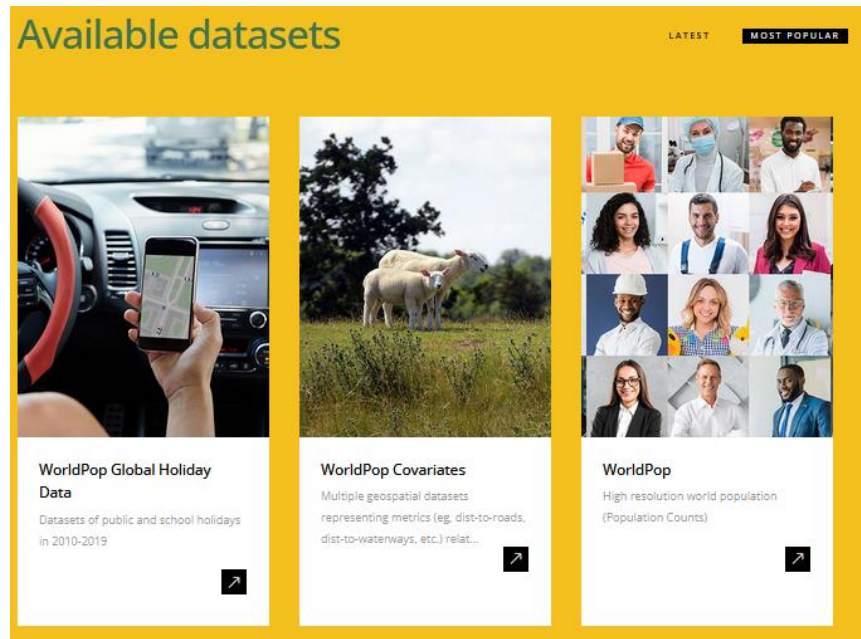 Available datasets
LATEST
MOST POPULAR
WorldPop Global Holiday
Data
Datasets of public and school holidays
in 2010-2019
WorldPop Covariates
Multiple geospatial datasets
representing metrics (eg, dist-to-roads,
dist-to-waterways, etc.) relat...
WorldPop
High resolution world population
(Population Counts)